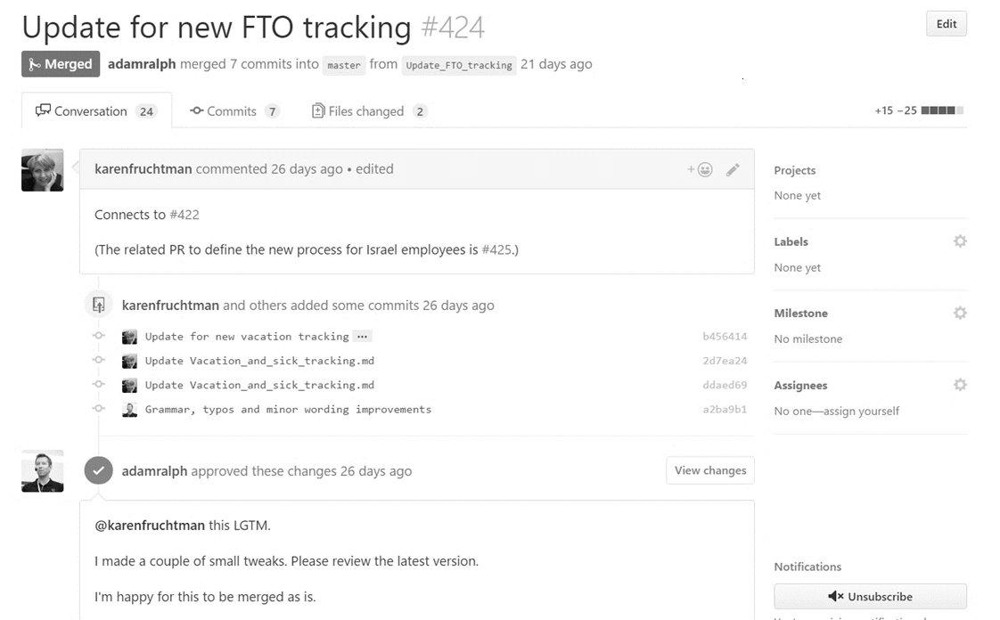 Update for new FTO tracking #424
Edit
Merged adamralph merged 7 commits into master from Update_FTO_tracking 21 days ago
Conversation 24 Commits 7 Files changed 2 +15 −25
karenfruchtman commented 26 days ago • edited
Projects
None yet
Connects to #422
(The related PR to define the new process for Israel employees is #425.)
Labels
None yet
karenfruchtman and others added some commits 26 days ago
Milestone
No milestone
Update for new vacation tracking ... b456414
Update Vacation_and_sick_tracking.md 2d7ea24
Update Vacation_and_sick_tracking.md ddaed69
Grammar, typos and minor wording improvements a2ba9b1
Assignees
No one—assign yourself
adamralph approved these changes 26 days ago View changes
@karenfruchtman this LGTM.
I made a couple of small tweaks. Please review the latest version.
I'm happy for this to be merged as is.
Notifications
Unsubscribe